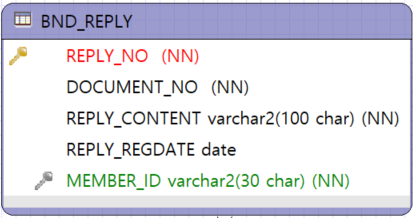 BND_REPLY
REPLY_NO (NN)
DOCUMENT_NO (NN)
REPLY_CONTENT varchar2(100 char) (NN)
REPLY_REGDATE date
MEMBER_ID varchar2(30 char) (NN)